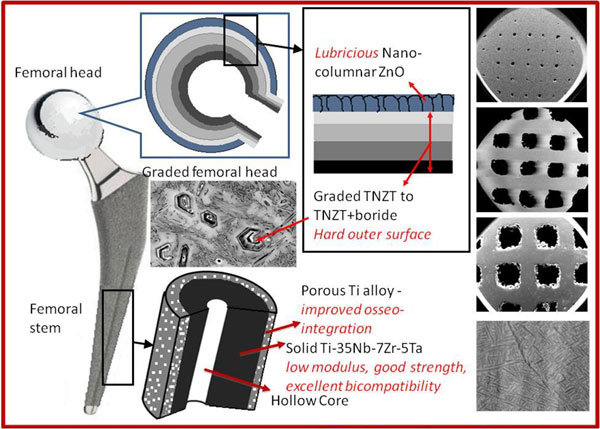 Femoral head
Lubricious Nano-
columnar ZnO
Graded femoral head
Graded TNZT to
TNZT+boride
Hard outer surface
Femoral
stem
Porous Ti alloy -
improved osseo-
integration
Solid Ti-35Nb-7Zr-5Ta
low modulus, good strength,
excellent bicompatibility
Hollow Core